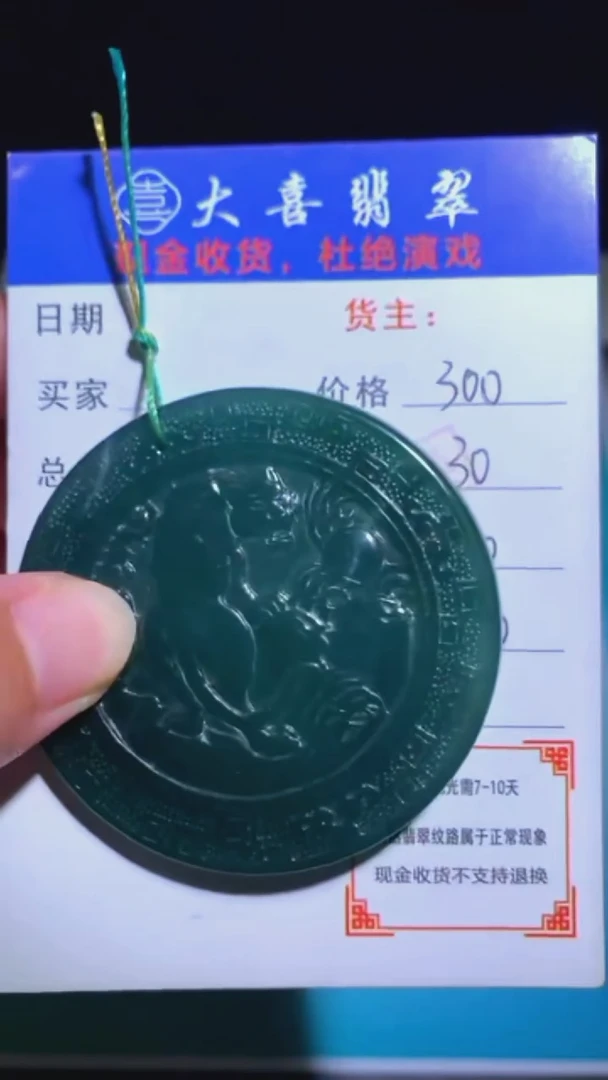 喜 大喜翡翠
现金收货，杜绝演戏
日期 货主：
买家 价格 300
总 30
光需7-10天
翡翠纹路属于正常现象
现金收货不支持退换